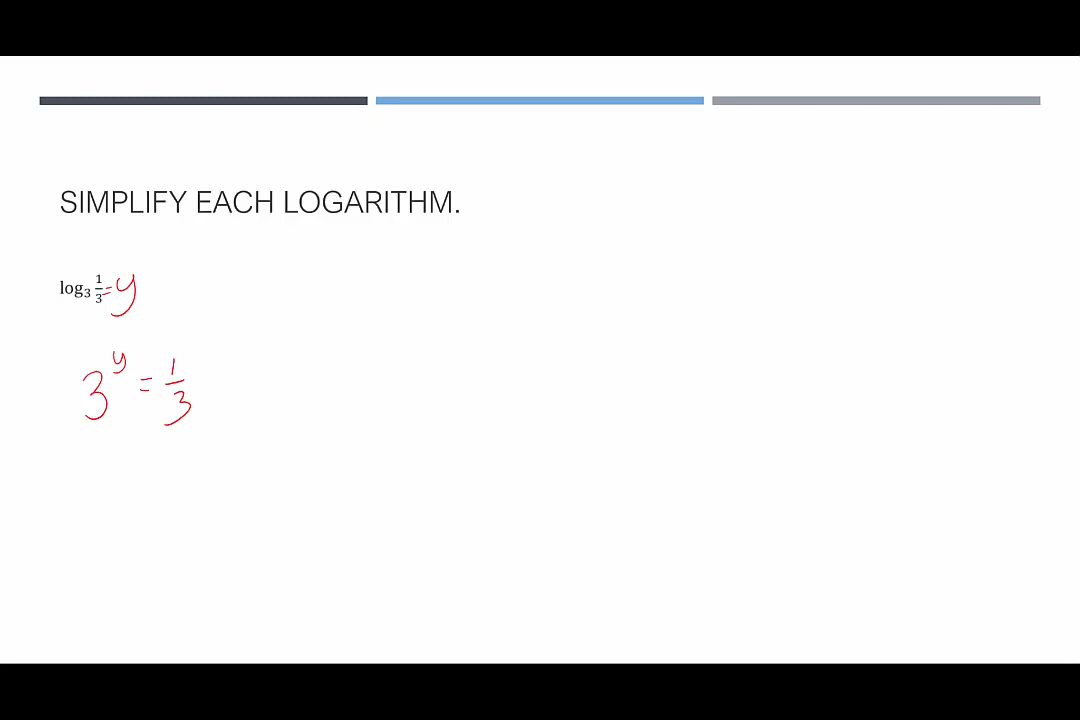 SIMPLIFY EACH LOGARITHM.
log₃ 1/3 = y
3^y = 1/3